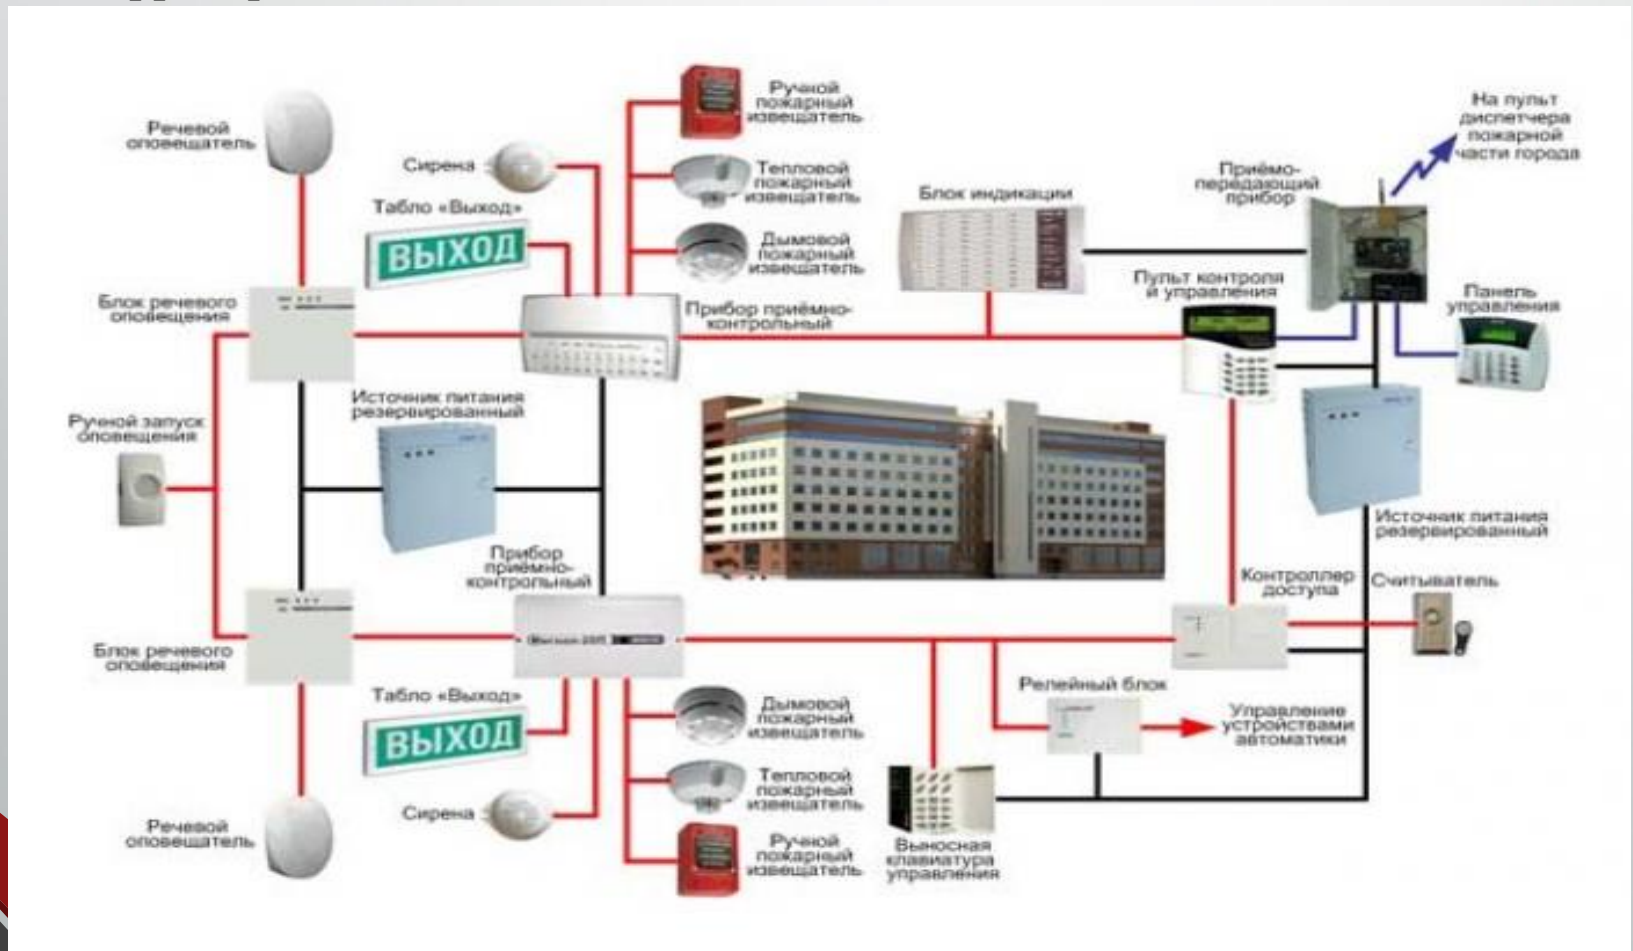 Ручной
пожарный
извещатель
На пульт
диспетчера
пожарной
части города
Речевой
оповещатель
Сирена
Тепловой
пожарный
извещатель
Приёмо-
передающий
прибор
Блок индикации
Табло «Выход»
ВЫХОД
Дымовой
пожарный
извещатель
Пульт контроля
и управления
Панель
управления
Блок речевого
оповещения
Прибор приёмно-
контрольный
Источник питания
резервированный
Ручной запуск
оповещения
Источник питания
резервированный
Прибор
приёмно-
контрольный
Контроллер
доступа
Считыватель
Блок речевого
оповещения
Табло «Выход»
ВЫХОД
Дымовой
пожарный
извещатель
Релейный блок
Управление
устройствами
автоматики
Тепловой
пожарный
извещатель
Сирена
Речевой
оповещатель
Ручной
пожарный
извещатель
Выносная
клавиатура
управления